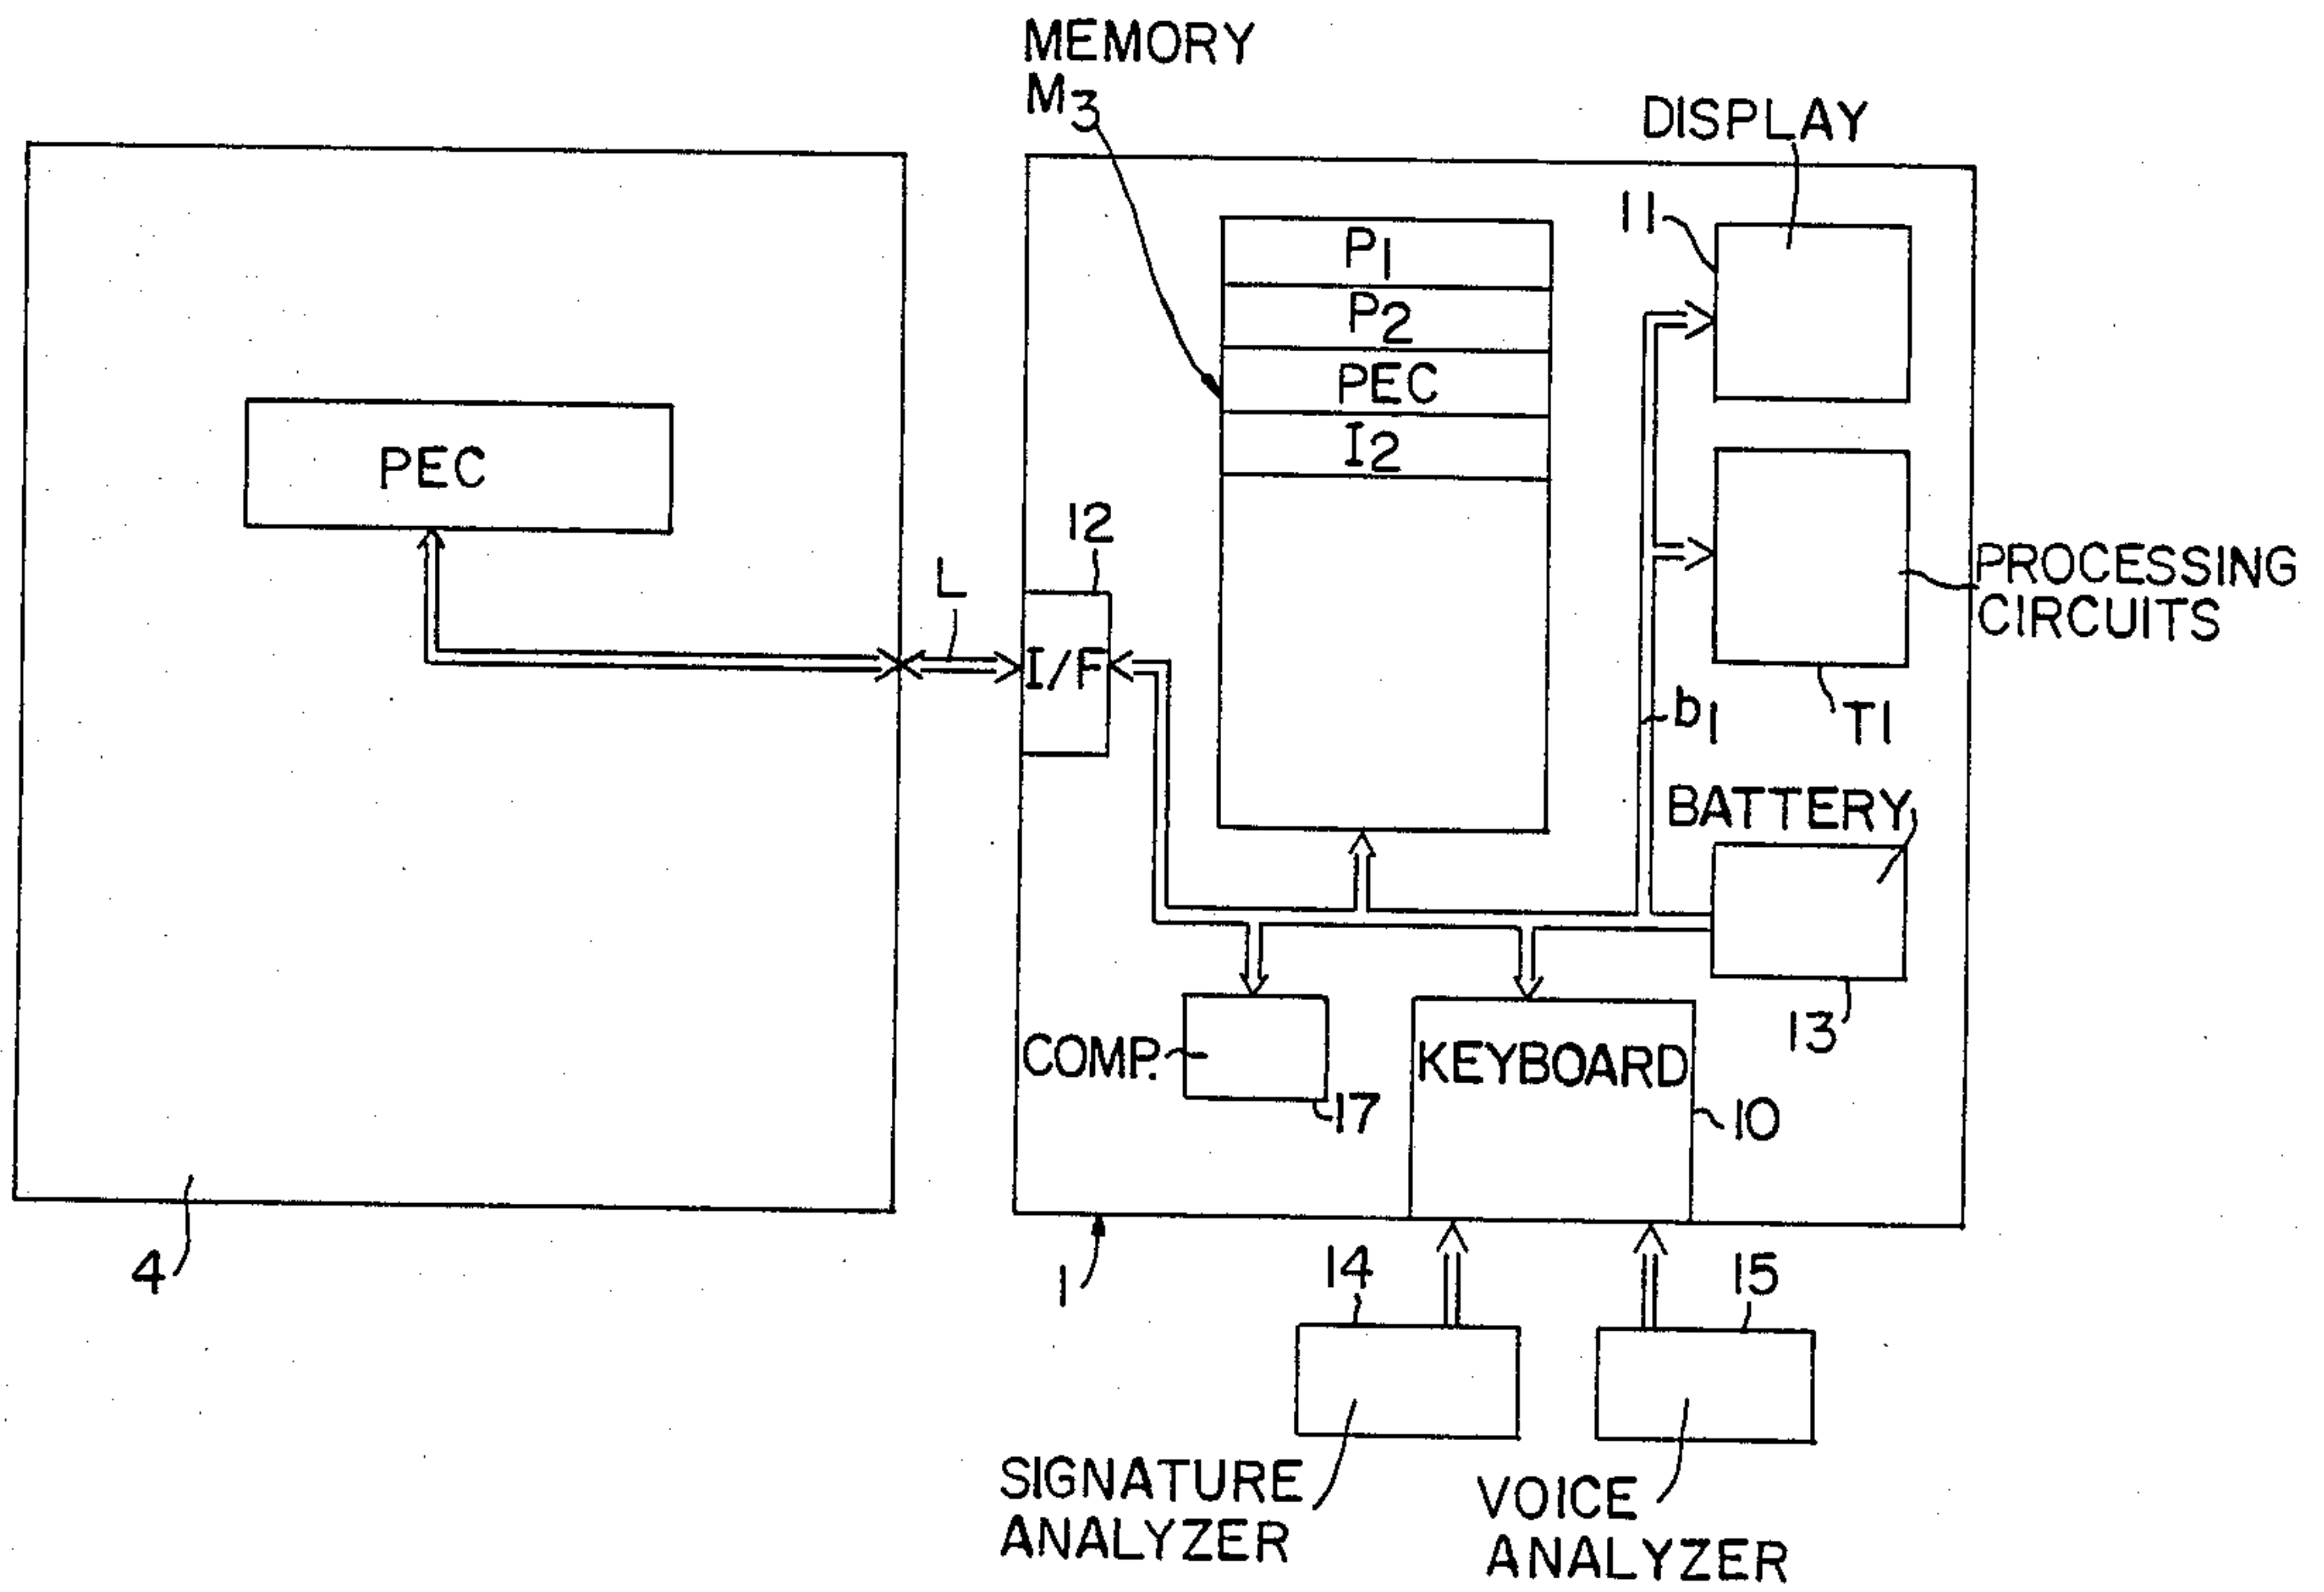 MEMORY
M3
DISPLAY
11
P1
P2
PEC
I2
PEC
12
L
I/F
PROCESSING
CIRCUITS
b1
T1
BATTERY
13
COMP.
17
KEYBOARD
10
4
1
14
15
SIGNATURE
ANALYZER
VOICE
ANALYZER